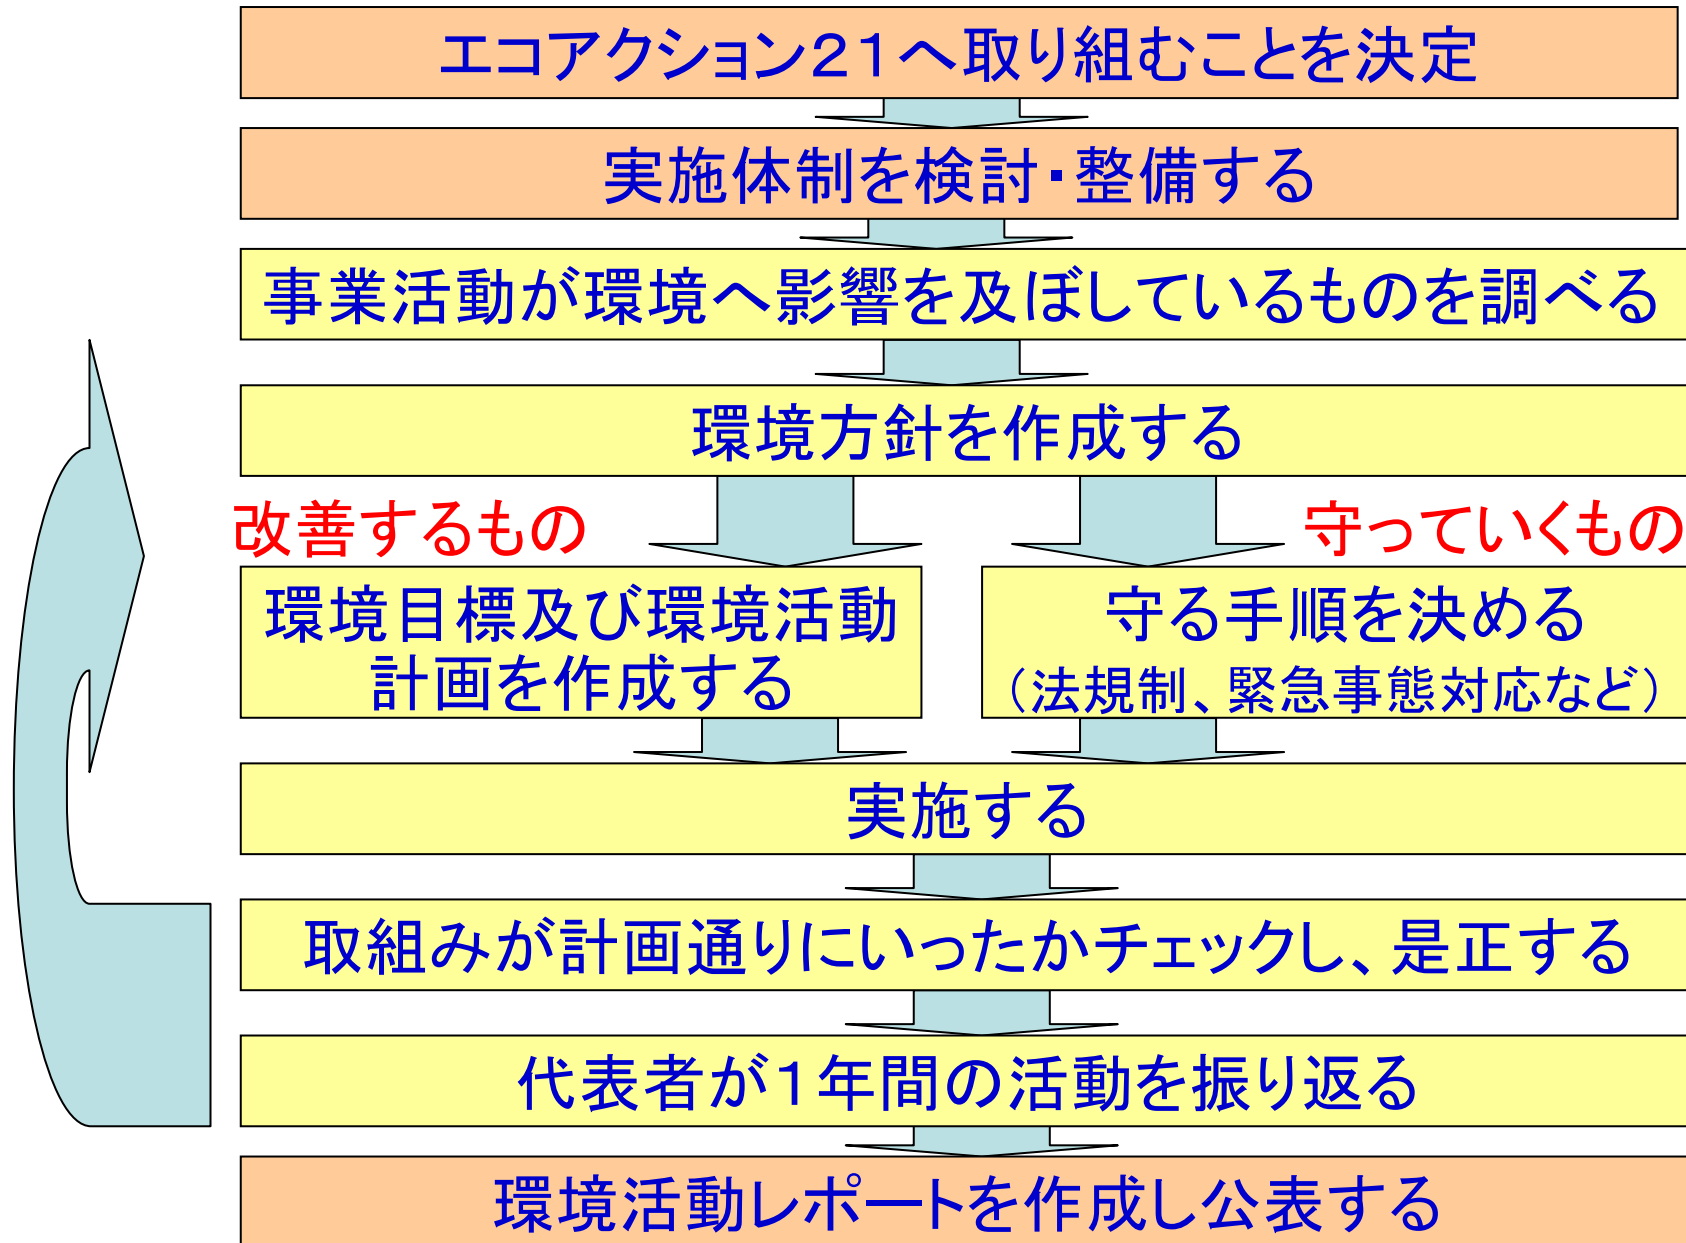 エコアクション２１へ取り組むことを決定
実施体制を検討・整備する
事業活動が環境へ影響を及ぼしているものを調べる
環境方針を作成する
改善するもの
守っていくもの
環境目標及び環境活動
計画を作成する
守る手順を決める
（法規制、緊急事態対応など）
実施する
取組みが計画通りにいったかチェックし、是正する
代表者が１年間の活動を振り返る
環境活動レポートを作成し公表する